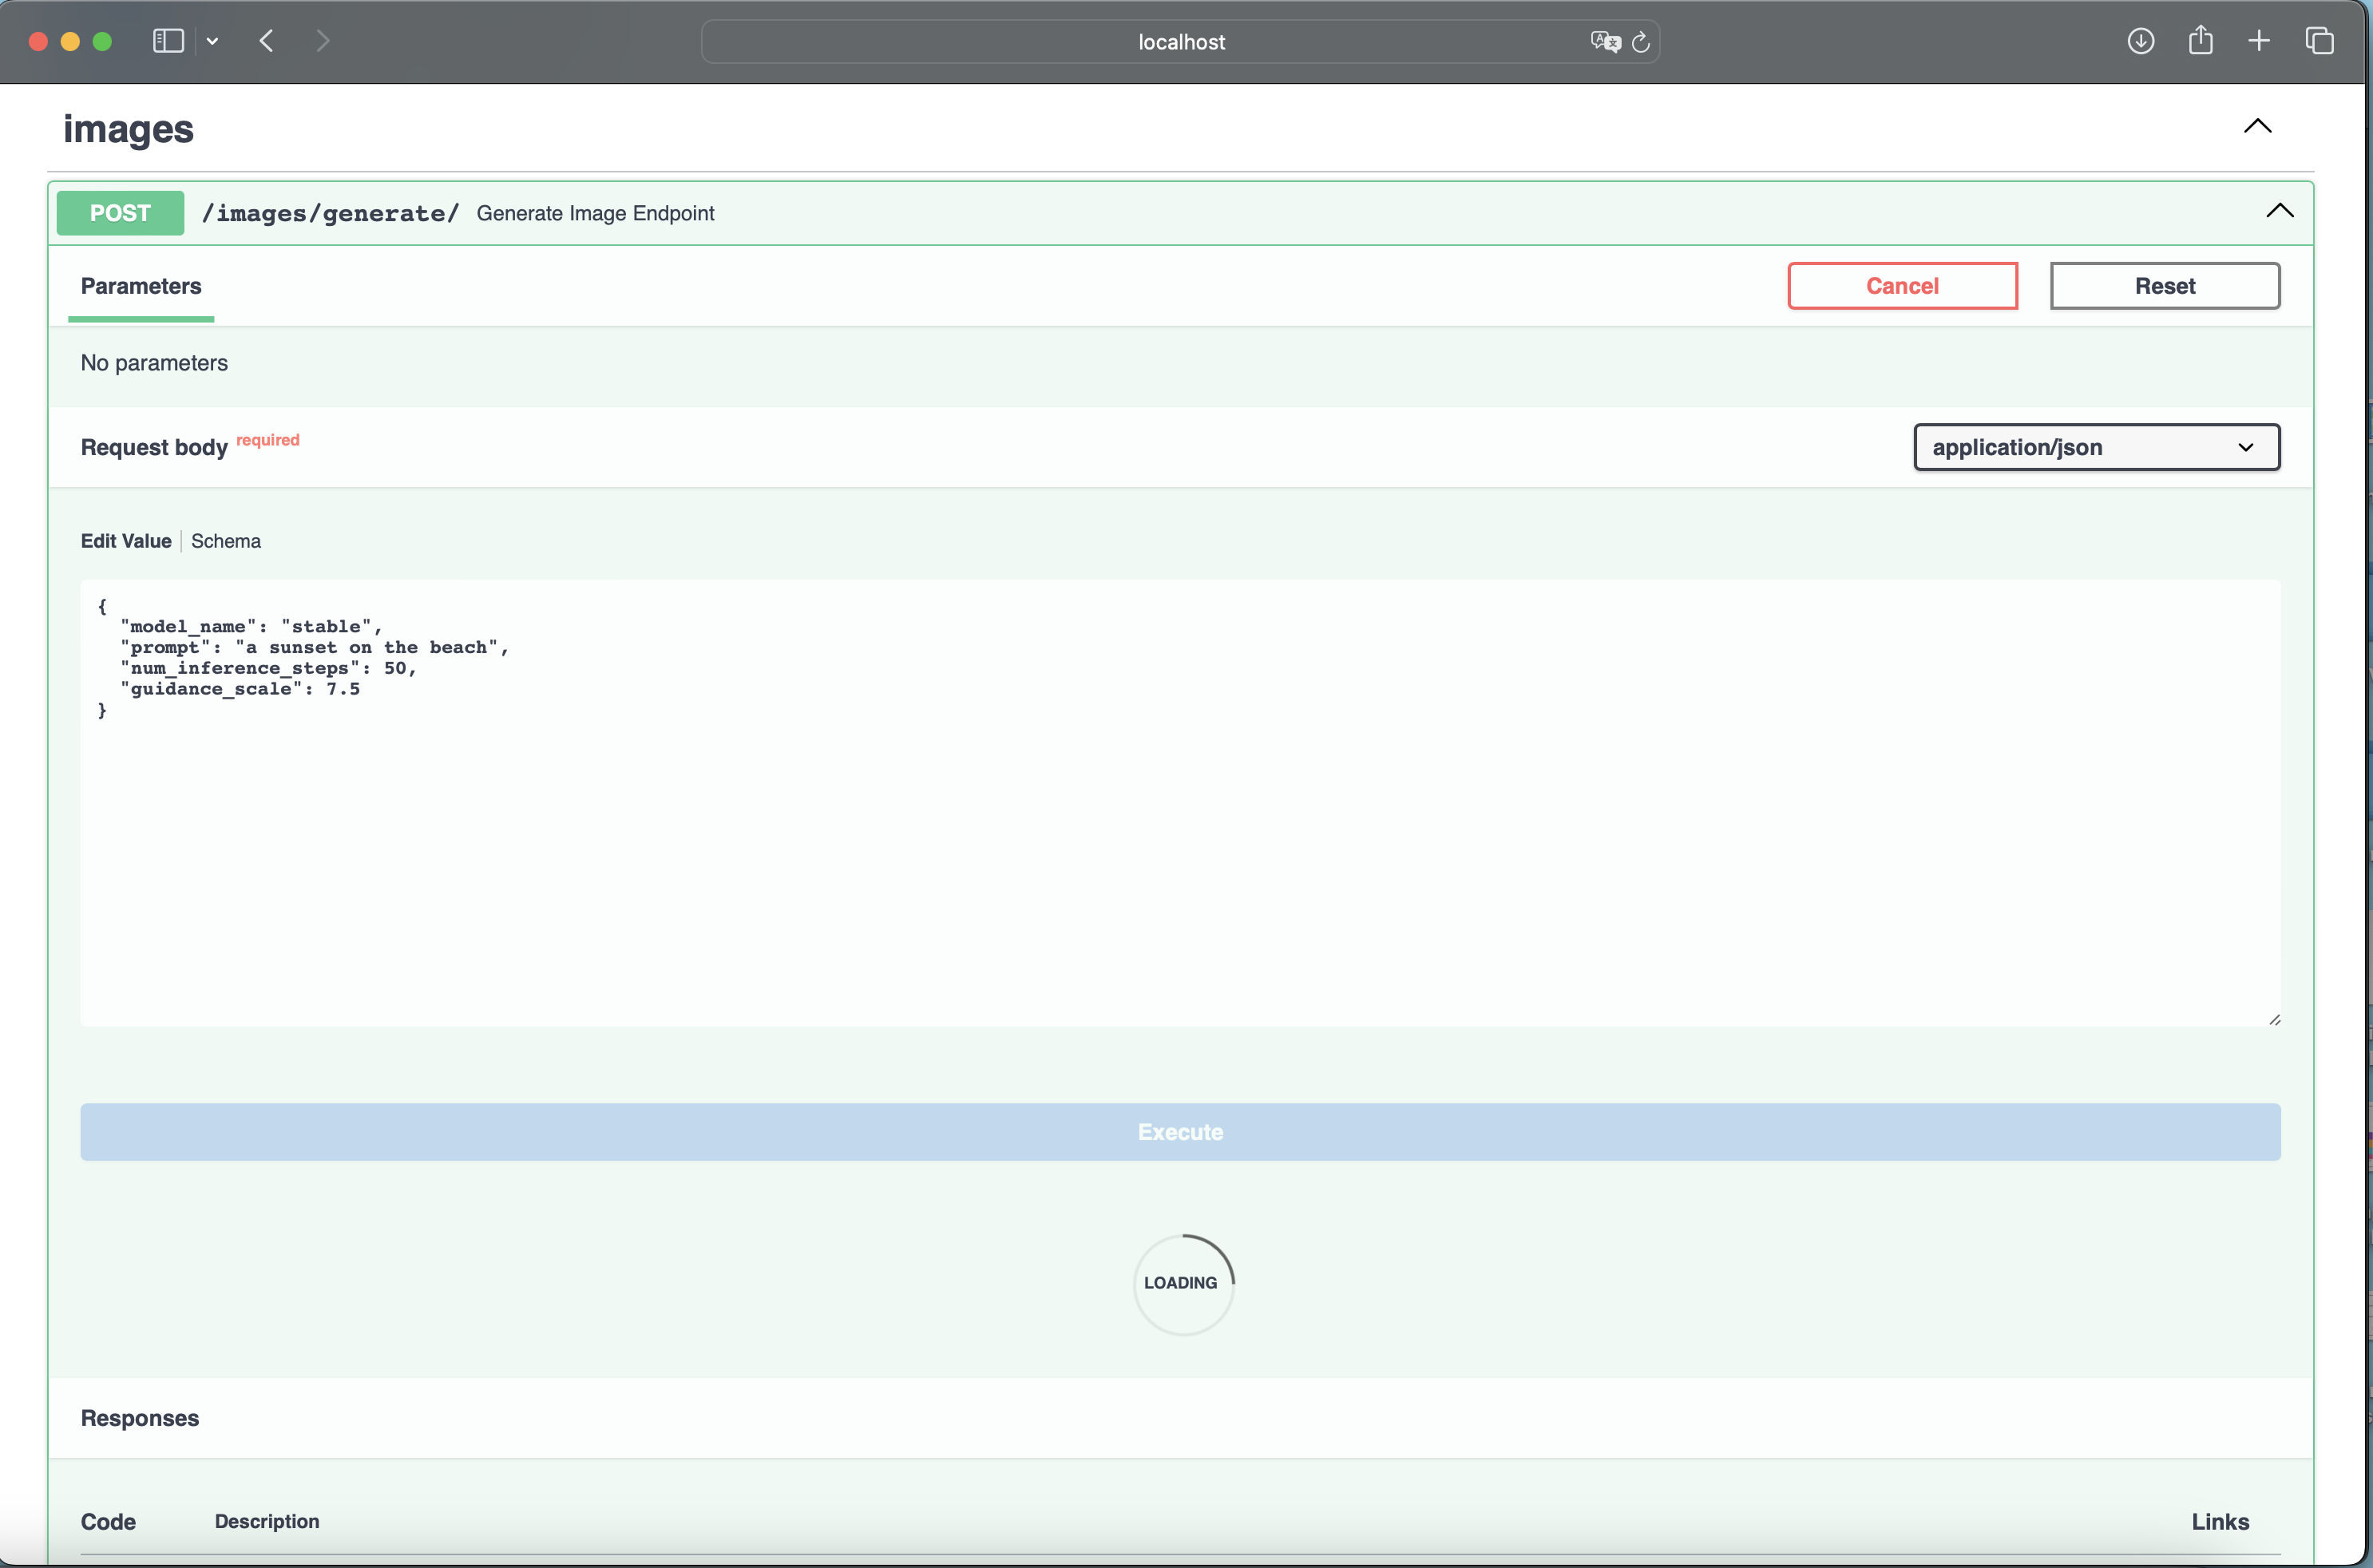 localhost
images
POST /images/generate/ Generate Image Endpoint
Parameters
Cancel
Reset
No parameters
Request body required
application/json
Edit Value | Schema
{
  "model_name": "stable",
  "prompt": "a sunset on the beach",
  "num_inference_steps": 50,
  "guidance_scale": 7.5
}
Execute
LOADING
Responses
Code Description Links